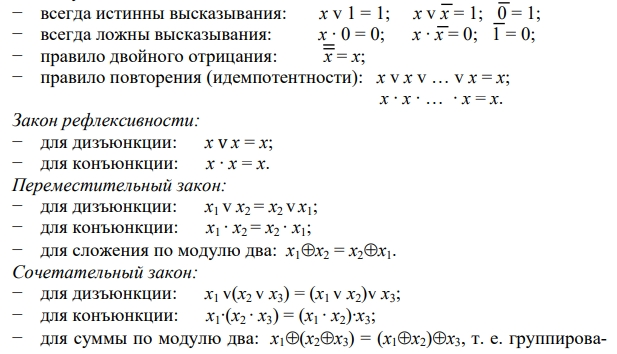 − всегда истинны высказывания: x v 1 = 1; x v x̅ = 1; 0̅ = 1;
− всегда ложны высказывания: x · 0 = 0; x · x̅ = 0; 1̅ = 0;
− правило двойного отрицания: x̿ = x;
− правило повторения (идемпотентности): x v x v … v x = x;
x · x · … · x = x.
Закон рефлексивности:
− для дизъюнкции: x v x = x;
− для конъюнкции: x · x = x.
Переместительный закон:
− для дизъюнкции: x₁ v x₂ = x₂ v x₁;
− для конъюнкции: x₁ · x₂ = x₂ · x₁;
− для сложения по модулю два: x₁⊕x₂ = x₂⊕x₁.
Сочетательный закон:
− для дизъюнкции: x₁ v(x₂ v x₃) = (x₁ v x₂)v x₃;
− для конъюнкции: x₁·(x₂ · x₃) = (x₁ · x₂)·x₃;
− для суммы по модулю два: x₁⊕(x₂⊕x₃) = (x₁⊕x₂)⊕x₃, т. е. группирова-